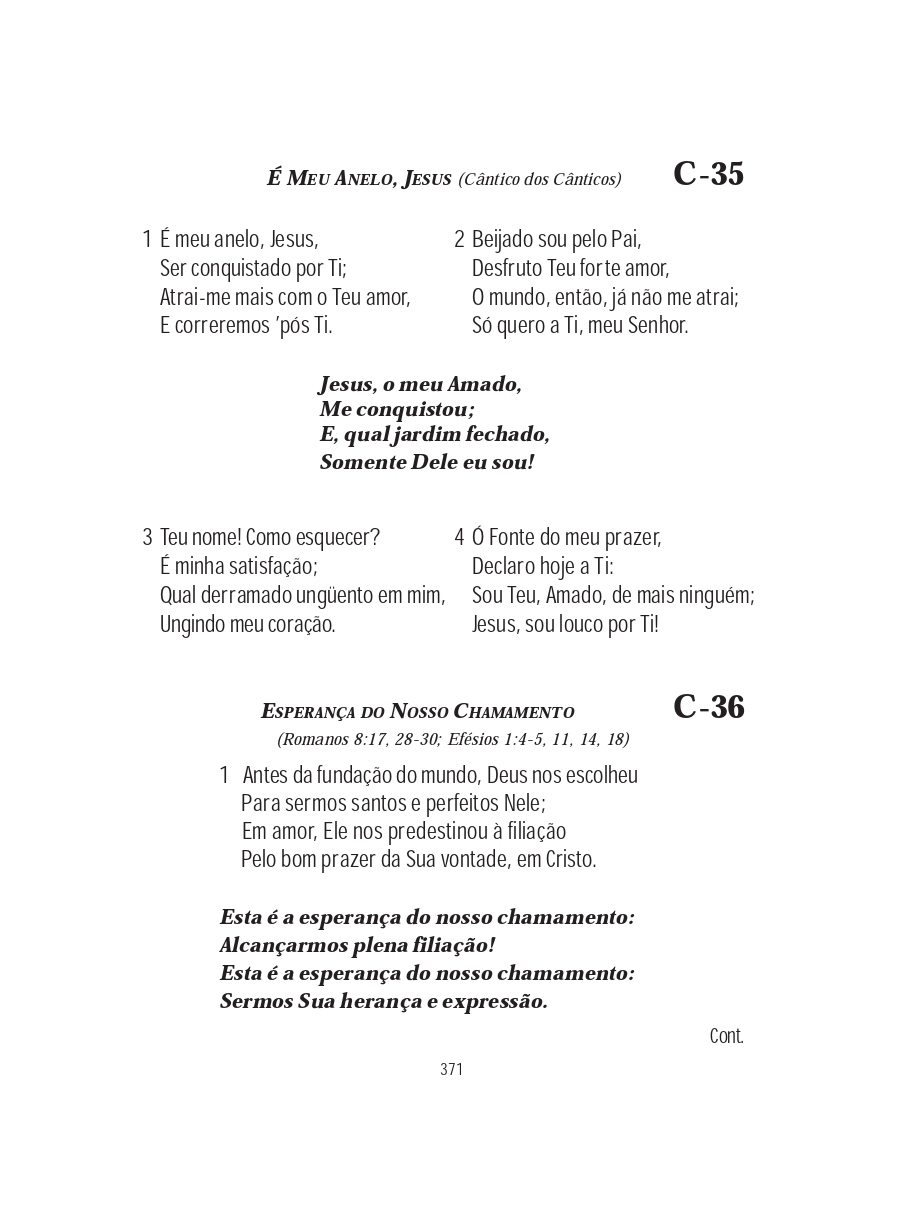 É MEU ANELO, JESUS (Cântico dos Cânticos) C-35
1 É meu anelo, Jesus,
Ser conquistado por Ti;
Atrai-me mais com o Teu amor,
E correremos ’pós Ti.
2 Beijado sou pelo Pai,
Desfruto Teu forte amor,
O mundo, então, já não me atrai;
Só quero a Ti, meu Senhor.
Jesus, o meu Amado,
Me conquistou;
E, qual jardim fechado,
Somente Dele eu sou!
3 Teu nome! Como esquecer?
É minha satisfação;
Qual derramado ungüento em mim,
Ungindo meu coração.
4 Ó Fonte do meu prazer,
Declaro hoje a Ti:
Sou Teu, Amado, de mais ninguém;
Jesus, sou louco por Ti!
ESPERANÇA DO NOSSO CHAMAMENTO C-36
(Romanos 8:17, 28-30; Efésios 1:4-5, 11, 14, 18)
1 Antes da fundação do mundo, Deus nos escolheu
Para sermos santos e perfeitos Nele;
Em amor, Ele nos predestinou à filiação
Pelo bom prazer da Sua vontade, em Cristo.
Esta é a esperança do nosso chamamento:
Alcançarmos plena filiação!
Esta é a esperança do nosso chamamento:
Sermos Sua herança e expressão.
Cont.
371